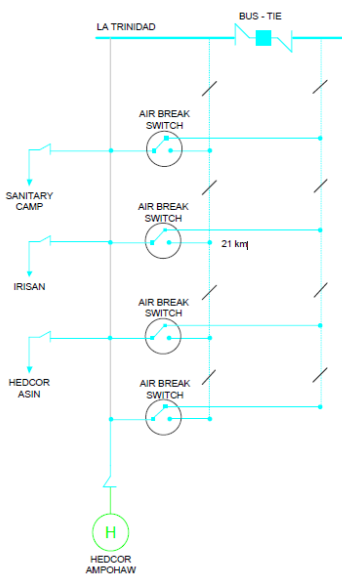 LA TRINIDAD
BUS - TIE
AIR BREAK
SWITCH
SANITARY
CAMP
AIR BREAK
SWITCH
21 km
IRISAN
AIR BREAK
SWITCH
HEDCOR
ASIN
AIR BREAK
SWITCH
H
HEDCOR
AMPOHAW